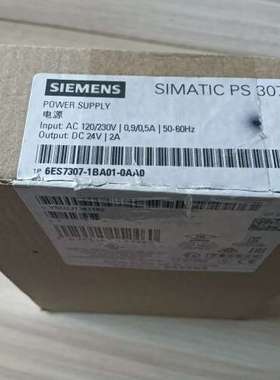 SIEMENS
SIMATIC PS 307
POWER SUPPLY
电源
Input: AC 120/230V | 0,9/0,5A | 50-60Hz
Output: DC 24V | 2A
1P 6ES7307-1BA01-0AA0